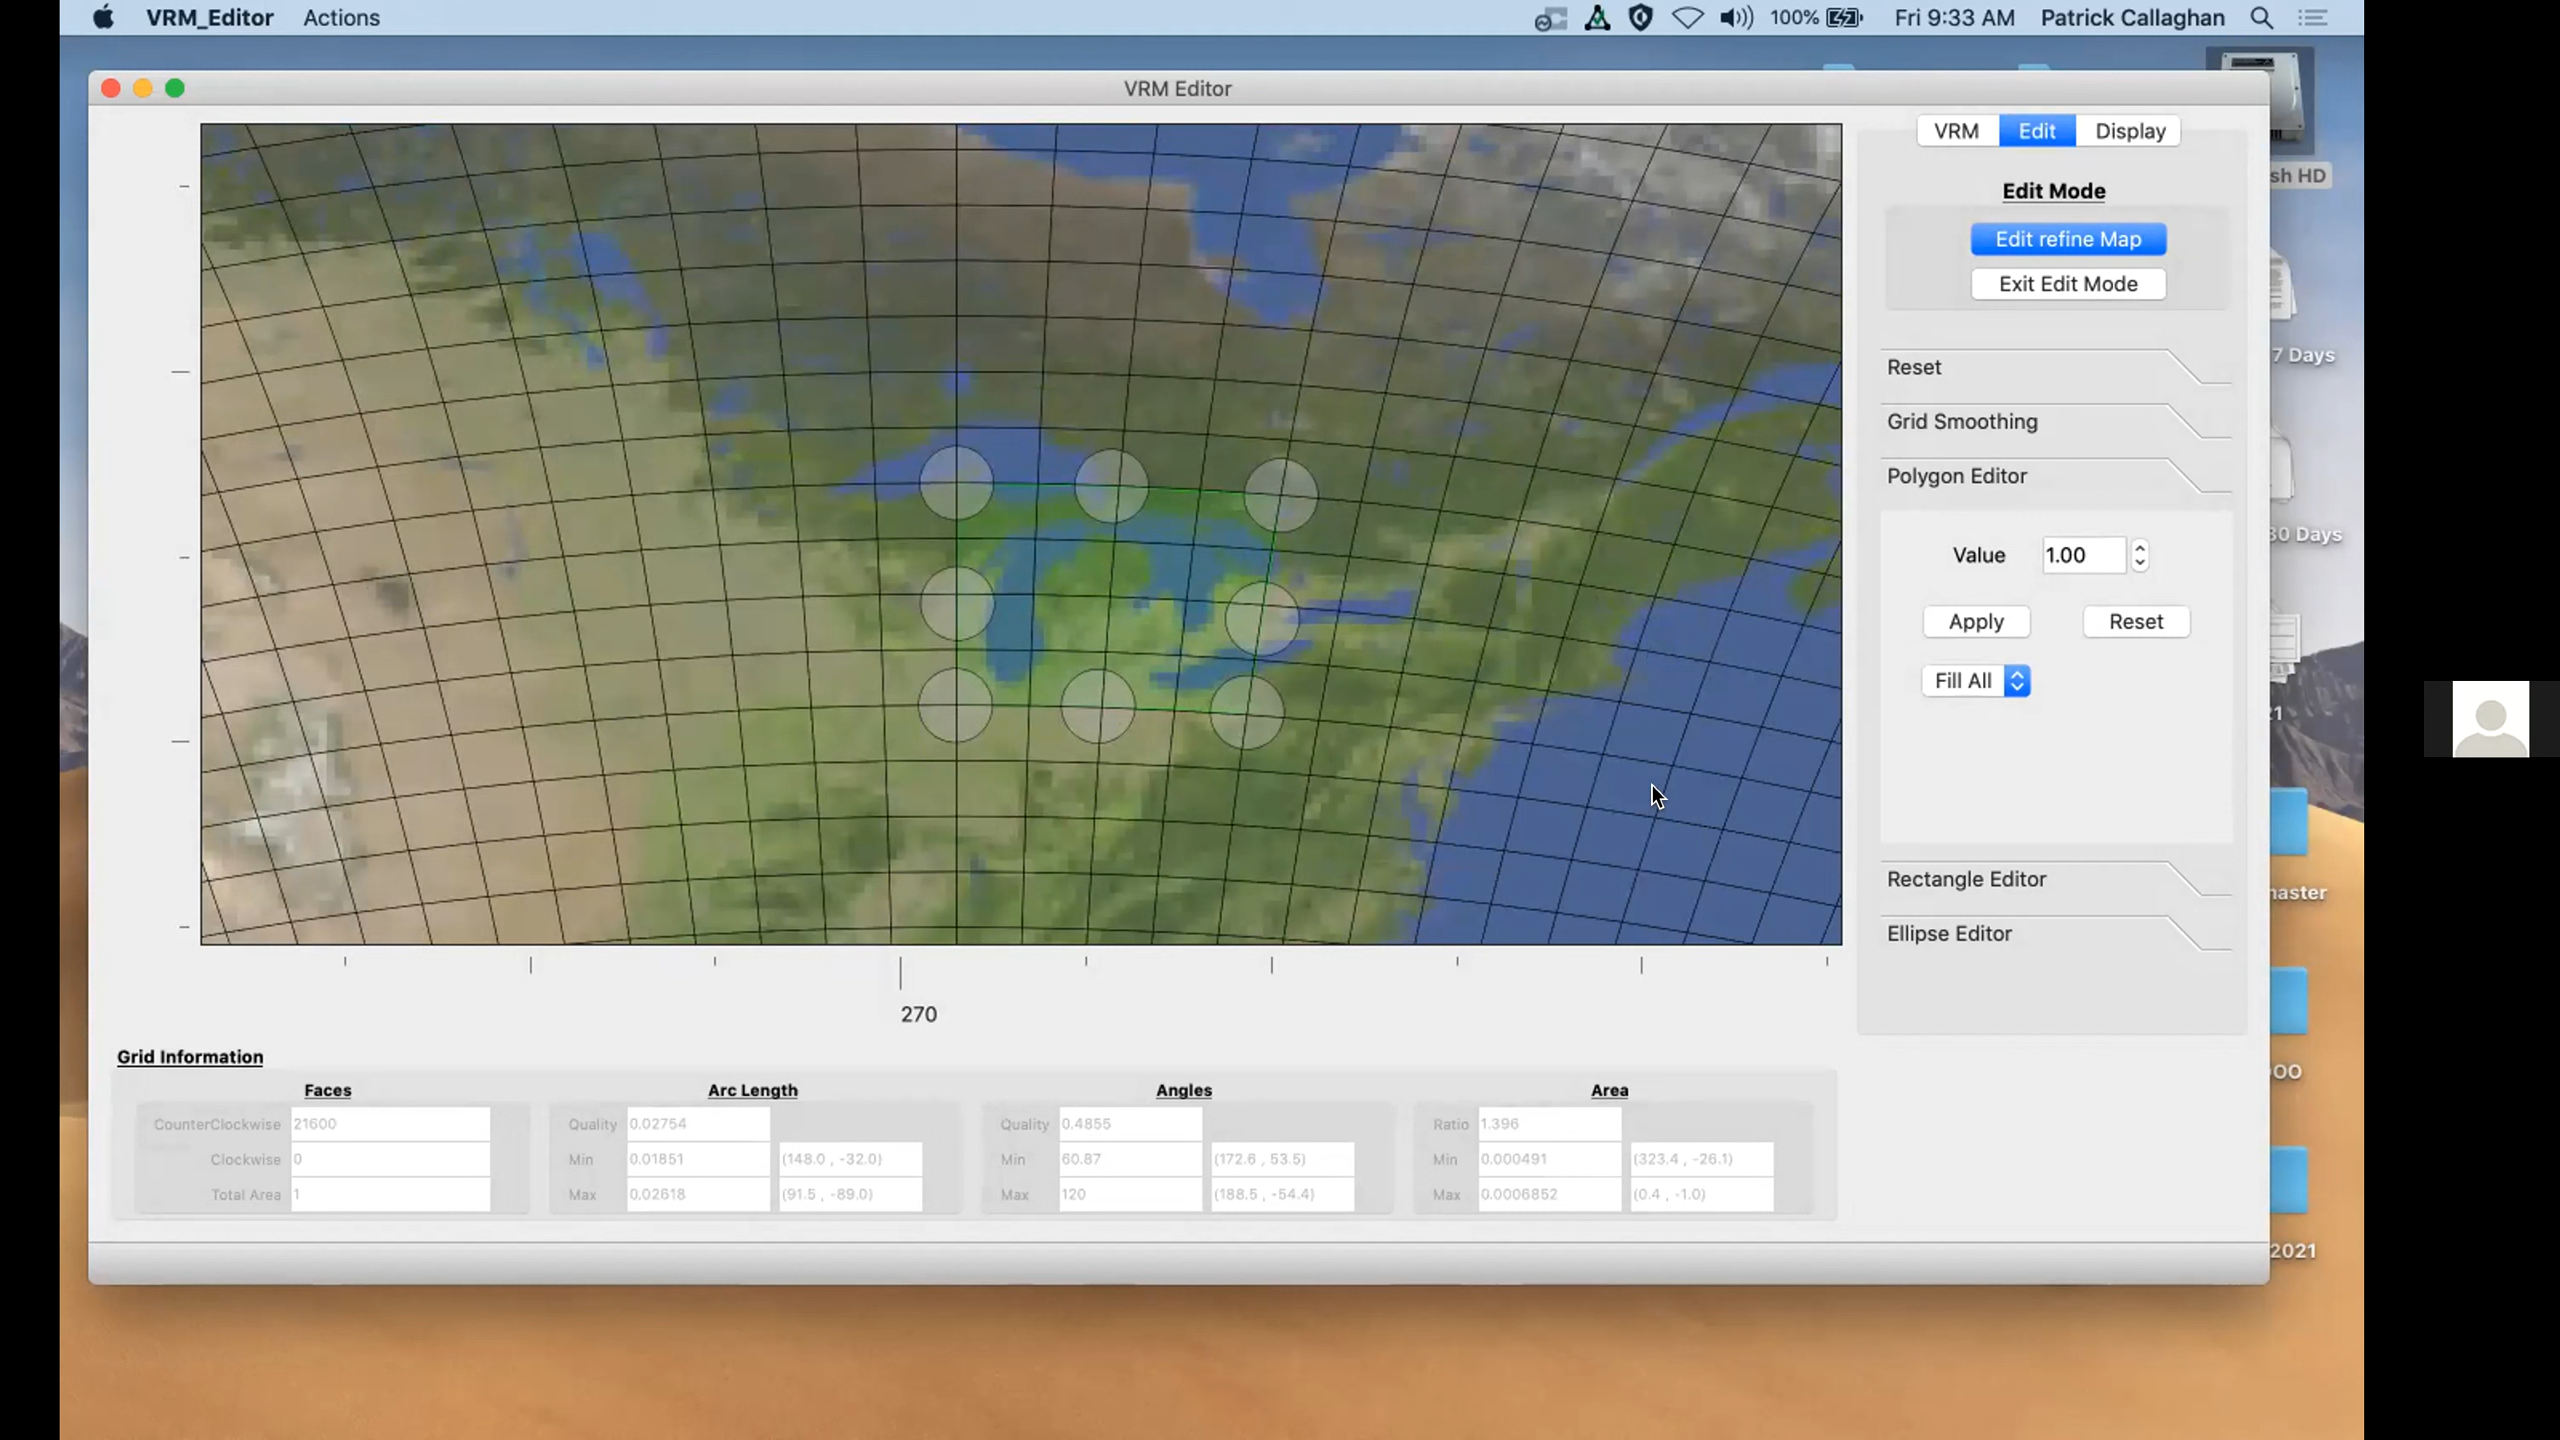 VRM_Editor Actions 100% Fri 9:33 AM Patrick Callaghan
VRM Editor
sh HD
VRM Edit Display
Edit Mode
Edit refine Map
Exit Edit Mode
Reset
7 Days
Grid Smoothing
Polygon Editor
30 Days
Value 1.00
Apply Reset
Fill All
21
Rectangle Editor
naster
Ellipse Editor
270
OO
2021
Grid Information
Faces Arc Length Angles Area
CounterClockwise 21600 Quality 0.02754 Quality 0.4855 Ratio 1.396
Clockwise 0 Min 0.01851 (148.0 , -32.0) Min 60.87 (172.6 , 53.5) Min 0.000491 (323.4 , -26.1)
Total Area 1 Max 0.02618 (91.5 , -89.0) Max 120 (188.5 , -54.4) Max 0.0006852 (0.4 , -1.0)